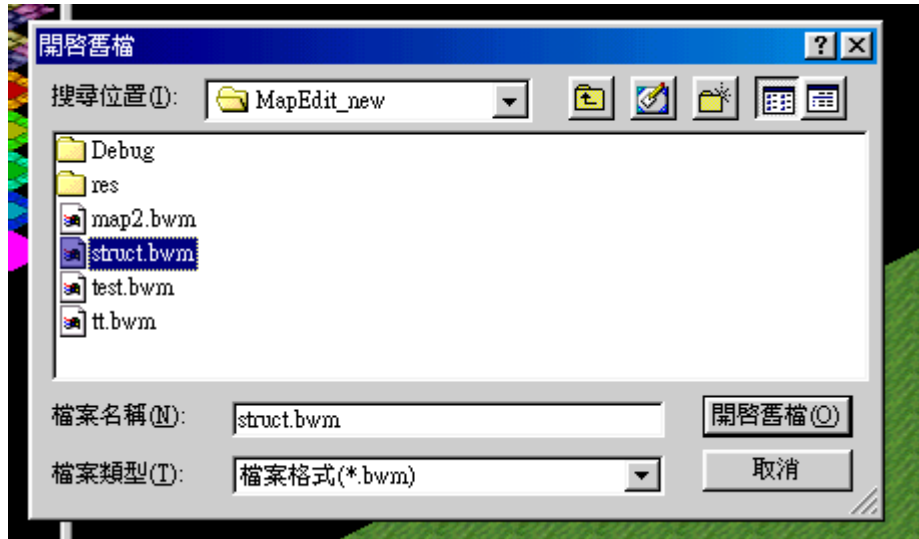 開啓舊檔
搜尋位置(I): MapEdit_new
Debug
res
map2.bwm
struct.bwm
test.bwm
tt.bwm
檔案名稱(N): struct.bwm 開啓舊檔(O)
檔案類型(T): 檔案格式(*.bwm) 取消